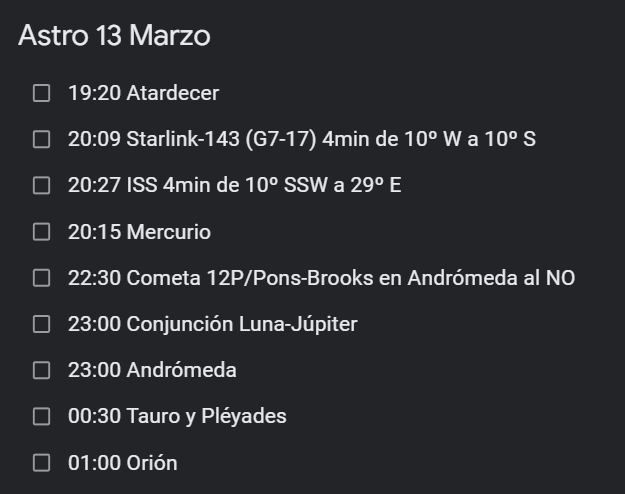 Astro 13 Marzo
19:20 Atardecer
20:09 Starlink-143 (G7-17) 4min de 10º W a 10º S
20:27 ISS 4min de 10º SSW a 29º E
20:15 Mercurio
22:30 Cometa 12P/Pons-Brooks en Andrómeda al NO
23:00 Conjunción Luna-Júpiter
23:00 Andrómeda
00:30 Tauro y Pléyades
01:00 Orión